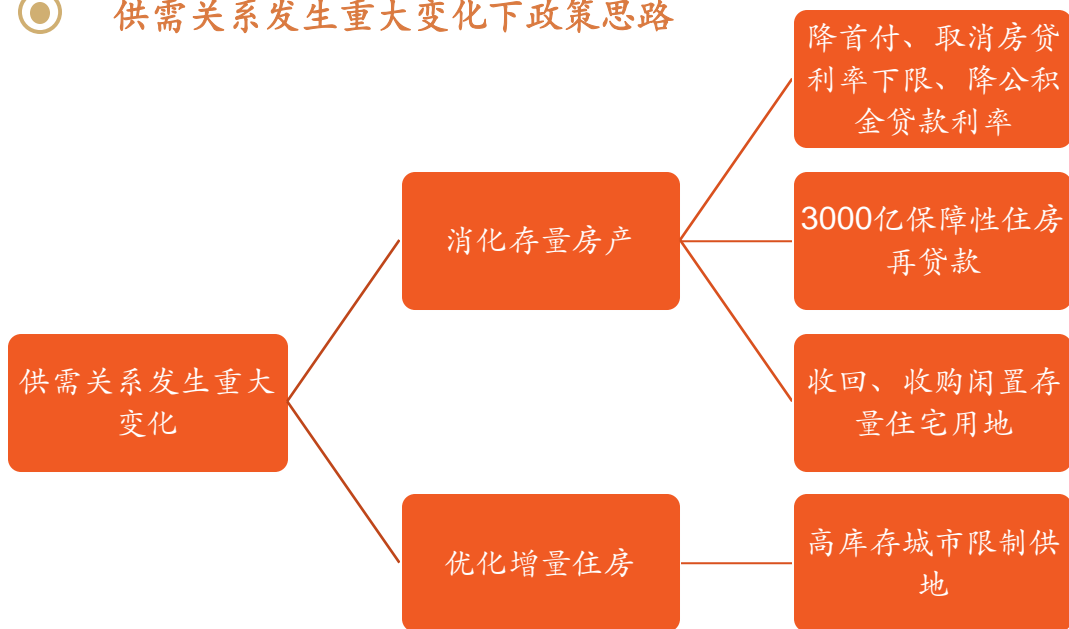 供需关系发生重大变化下政策思路
降首付、取消房贷
利率下限、降公积
金贷款利率
消化存量房产
3000亿保障性住房
再贷款
供需关系发生重大
变化
收回、收购闲置存
量住宅用地
优化增量住房
高库存城市限制供
地